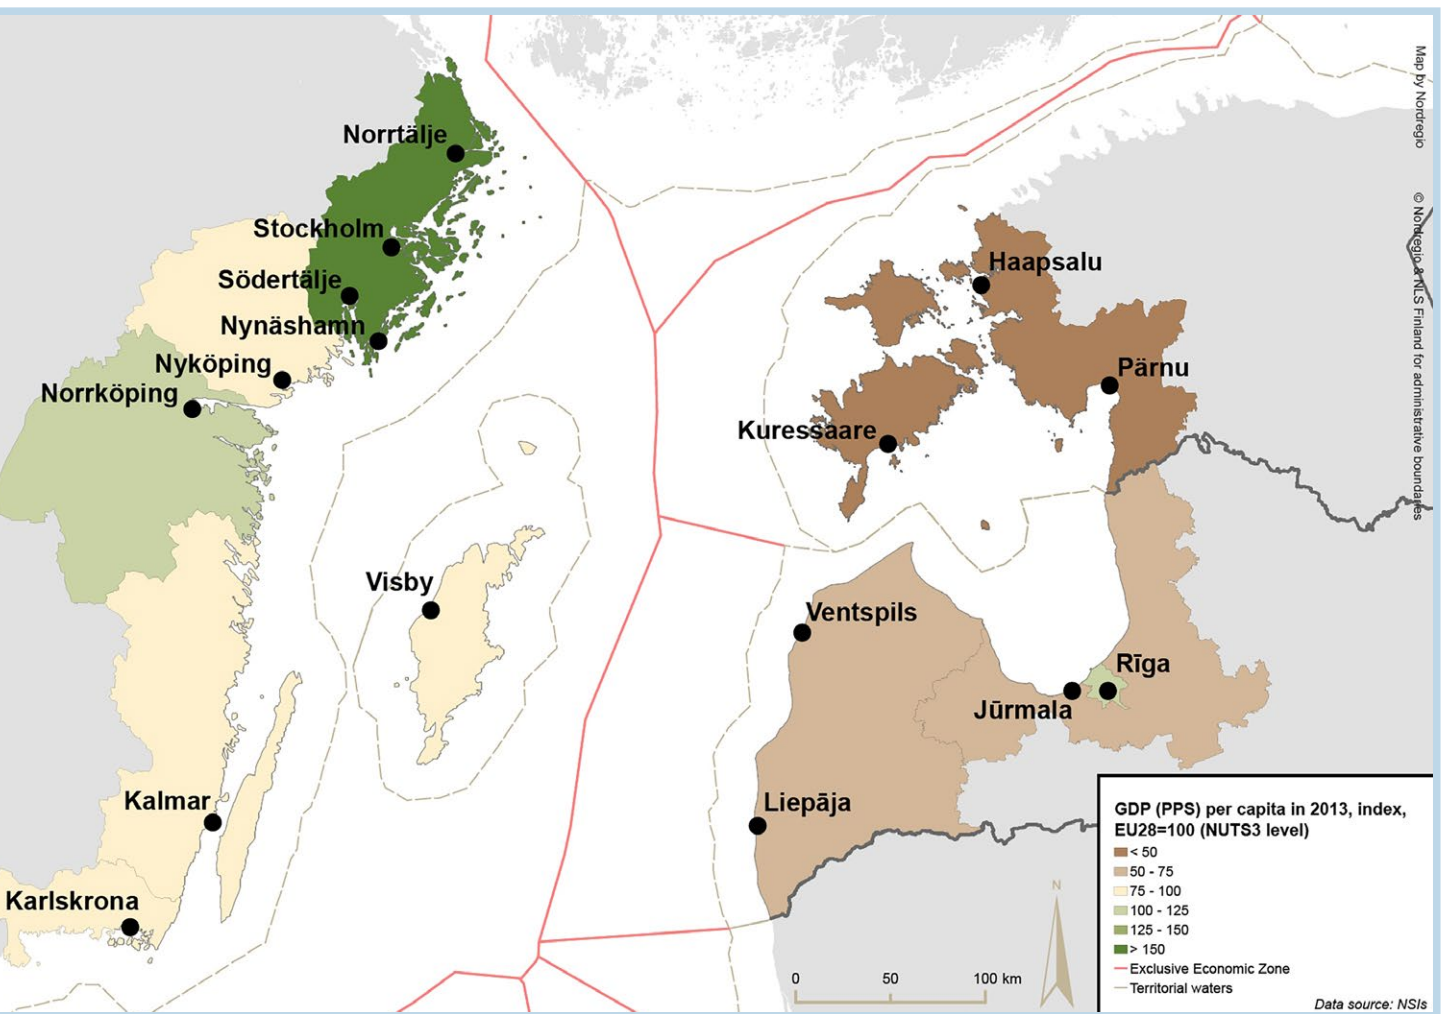 Norrtälje
Stockholm
Södertälje
Nynäshamn
Nyköping
Norrköping
Haapsalu
Pärnu
Kuressaare
Visby
Ventspils
Rīga
Jūrmala
Kalmar
Liepāja
Karlskrona
Map by Nordregio
© Nordregio & NLS Finland for administrative boundaries
N
0 50 100 km
GDP (PPS) per capita in 2013, index,
EU28=100 (NUTS3 level)
< 50
50 - 75
75 - 100
100 - 125
125 - 150
> 150
Exclusive Economic Zone
Territorial waters
Data source: NSIs